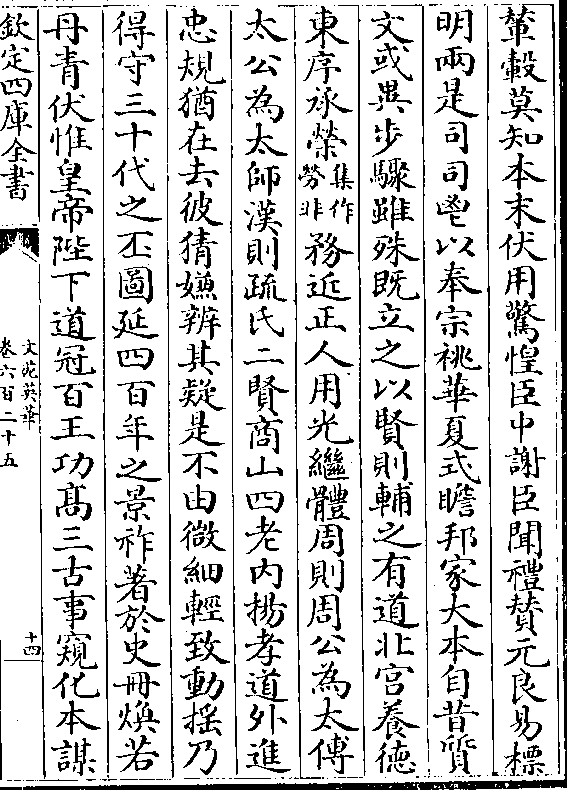 輦轂莫知本末伏用驚惶臣中謝臣聞禮賛元良易標
明兩是司司鬯以奉宗祧華夏式瞻邦家大本自昔質
文或異步驟雖殊既立之以賢則輔之有道北宮養德
東序承榮集作勞非務近正人用光繼體周則周公為太傅
太公為太師漢則疏氏二賢商山四老内揚孝道外進
忠規猶在去彼猜嫌辨其疑是不由微細輕致動揺乃
得守三十代之丕圖延四百年之景祚著於史冊煥若
丹青伏惟皇帝陛下道冠百王功髙三古事窺化本謀
欽定四庫全書
文苑英華
卷六百二十五
十四